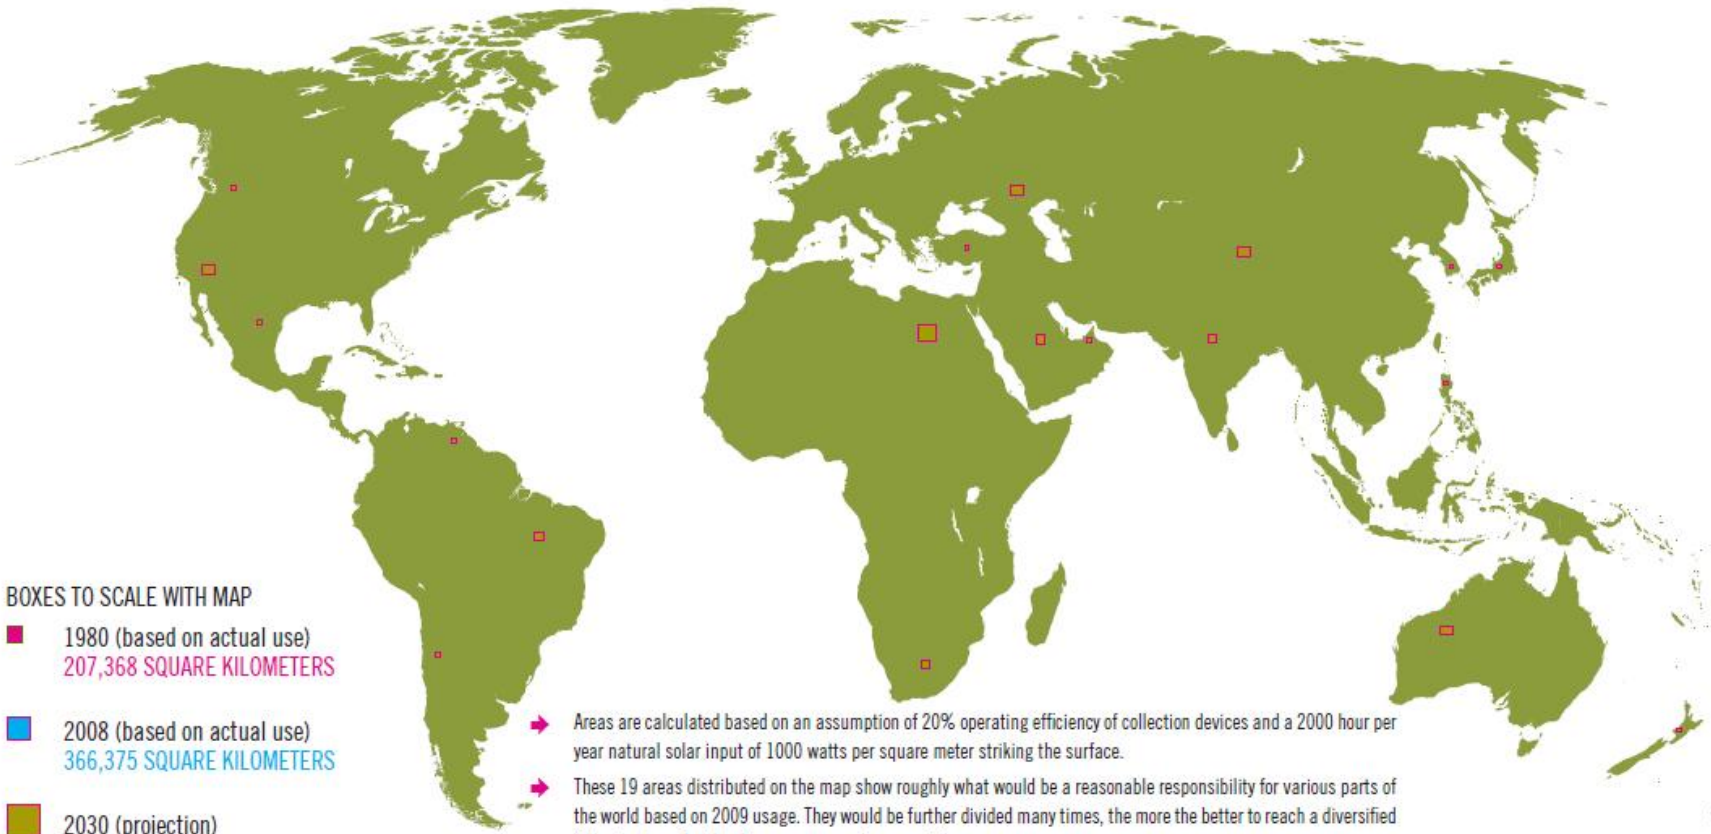 BOXES TO SCALE WITH MAP
1980 (based on actual use)
207,368 SQUARE KILOMETERS
2008 (based on actual use)
366,375 SQUARE KILOMETERS
2030 (projection)
Areas are calculated based on an assumption of 20% operating efficiency of collection devices and a 2000 hour per
year natural solar input of 1000 watts per square meter striking the surface.
These 19 areas distributed on the map show roughly what would be a reasonable responsibility for various parts of
the world based on 2009 usage. They would be further divided many times, the more the better to reach a diversified